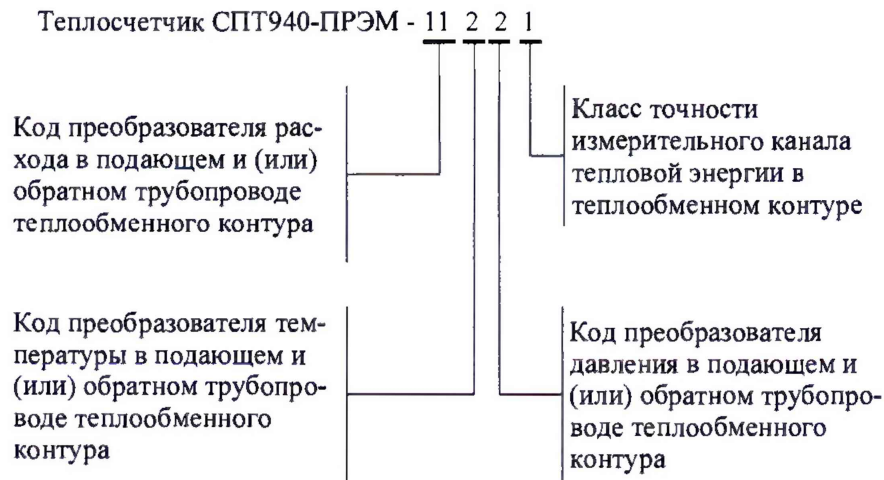 Теплосчетчик СПТ940-ПРЭМ - 11 2 2 1
Код преобразователя рас-
хода в подающем и (или)
обратном трубопроводе
теплообменного контура
Класс точности
измерительного канала
тепловой энергии в
теплообменном контуре
Код преобразователя тем-
пературы в подающем и
(или) обратном трубопро-
воде теплообменного
контура
Код преобразователя
давления в подающем и
(или) обратном трубопро-
воде теплообменного
контура